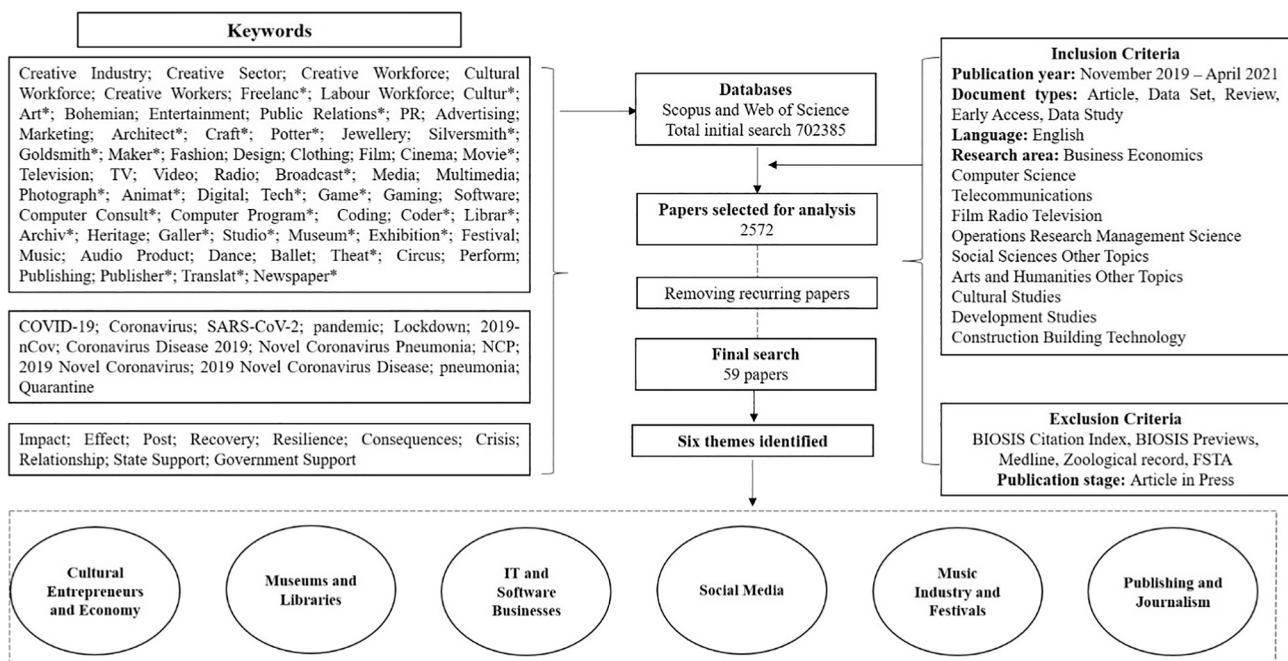 Keywords
Creative Industry; Creative Sector; Creative Workforce; Cultural
Workforce; Creative Workers; Freelanc*; Labour Workforce; Cultur*;
Art*; Bohemian; Entertainment; Public Relations*; PR; Advertising;
Marketing; Architect*; Craft*; Potter*; Jewellery; Silversmith*;
Goldsmith*; Maker*; Fashion; Design; Clothing; Film; Cinema; Movie*;
Television; TV; Video; Radio; Broadcast*; Media; Multimedia;
Photograph*; Animat*; Digital; Tech*; Game*; Gaming; Software;
Computer Consult*; Computer Program*; Coding; Coder*; Librar*;
Archiv*; Heritage; Galler*; Studio*; Museum*; Exhibition*; Festival;
Music; Audio Product; Dance; Ballet; Theat*; Circus; Perform;
Publishing; Publisher*; Translat*; Newspaper*
COVID-19; Coronavirus; SARS-CoV-2; pandemic; Lockdown; 2019-
nCov; Coronavirus Disease 2019; Novel Coronavirus Pneumonia; NCP;
2019 Novel Coronavirus; 2019 Novel Coronavirus Disease; pneumonia;
Quarantine
Impact; Effect; Post; Recovery; Resilience; Consequences; Crisis;
Relationship; State Support; Government Support
Databases
Scopus and Web of Science
Total initial search 702385
Papers selected for analysis
2572
Removing recurring papers
Final search
59 papers
Six themes identified
Inclusion Criteria
Publication year: November 2019 – April 2021
Document types: Article, Data Set, Review,
Early Access, Data Study
Language: English
Research area: Business Economics
Computer Science
Telecommunications
Film Radio Television
Operations Research Management Science
Social Sciences Other Topics
Arts and Humanities Other Topics
Cultural Studies
Development Studies
Construction Building Technology
Exclusion Criteria
BIOSIS Citation Index, BIOSIS Previews,
Medline, Zoological record, FSTA
Publication stage: Article in Press
Cultural
Entrepreneurs
and Economy
Museums and
Libraries
IT and
Software
Businesses
Social Media
Music
Industry and
Festivals
Publishing and
Journalism